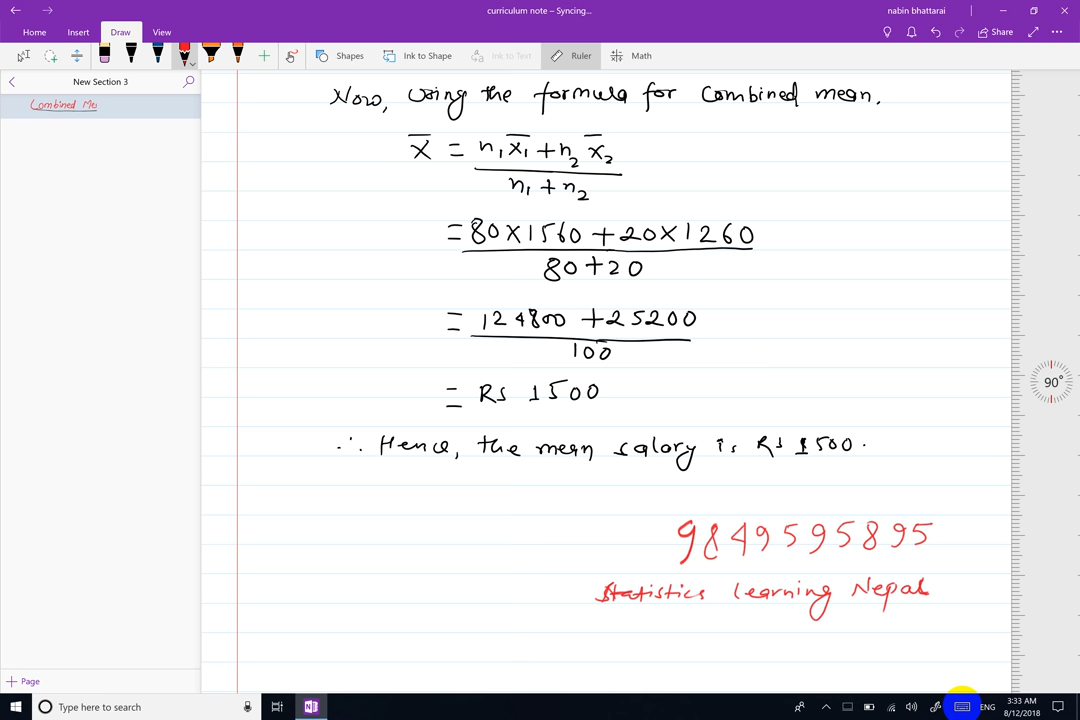 curriculum note - Syncing...
nabin bhattarai
Home Insert Draw View
Share
Shapes Ink to Shape Ink to Text Ruler Math
New Section 3
Combined Me
Now, using the formula for combined mean.
X̄ = n₁x̄₁ + n₂x̄₂
n₁ + n₂
= 80×1560 + 20×1260
80+20
= 124800 + 25200
100
= Rs 1500
∴ Hence, the mean salary is Rs 1500.
9849595895
Statistics Learning Nepal
90°
+ Page
Type here to search
ENG
3:33 AM
8/12/2018